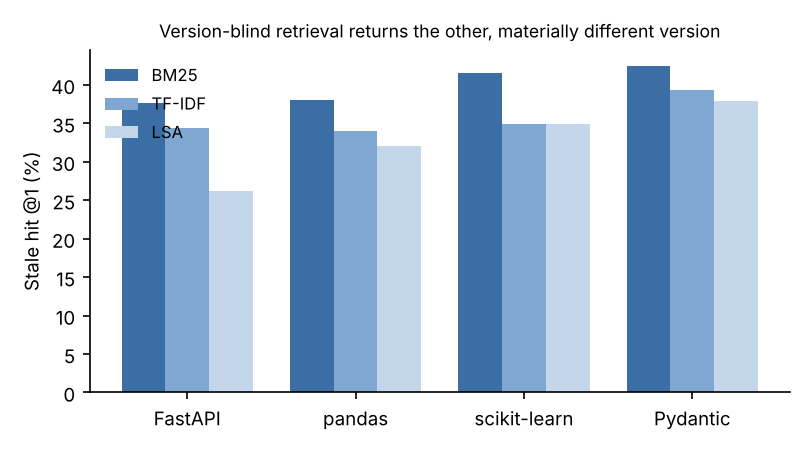 Version-blind retrieval returns the other, materially different version
BM25
TF-IDF
LSA
Stale hit @1 (%)
40
35
30
25
20
15
10
5
0
FastAPI
pandas
scikit-learn
Pydantic